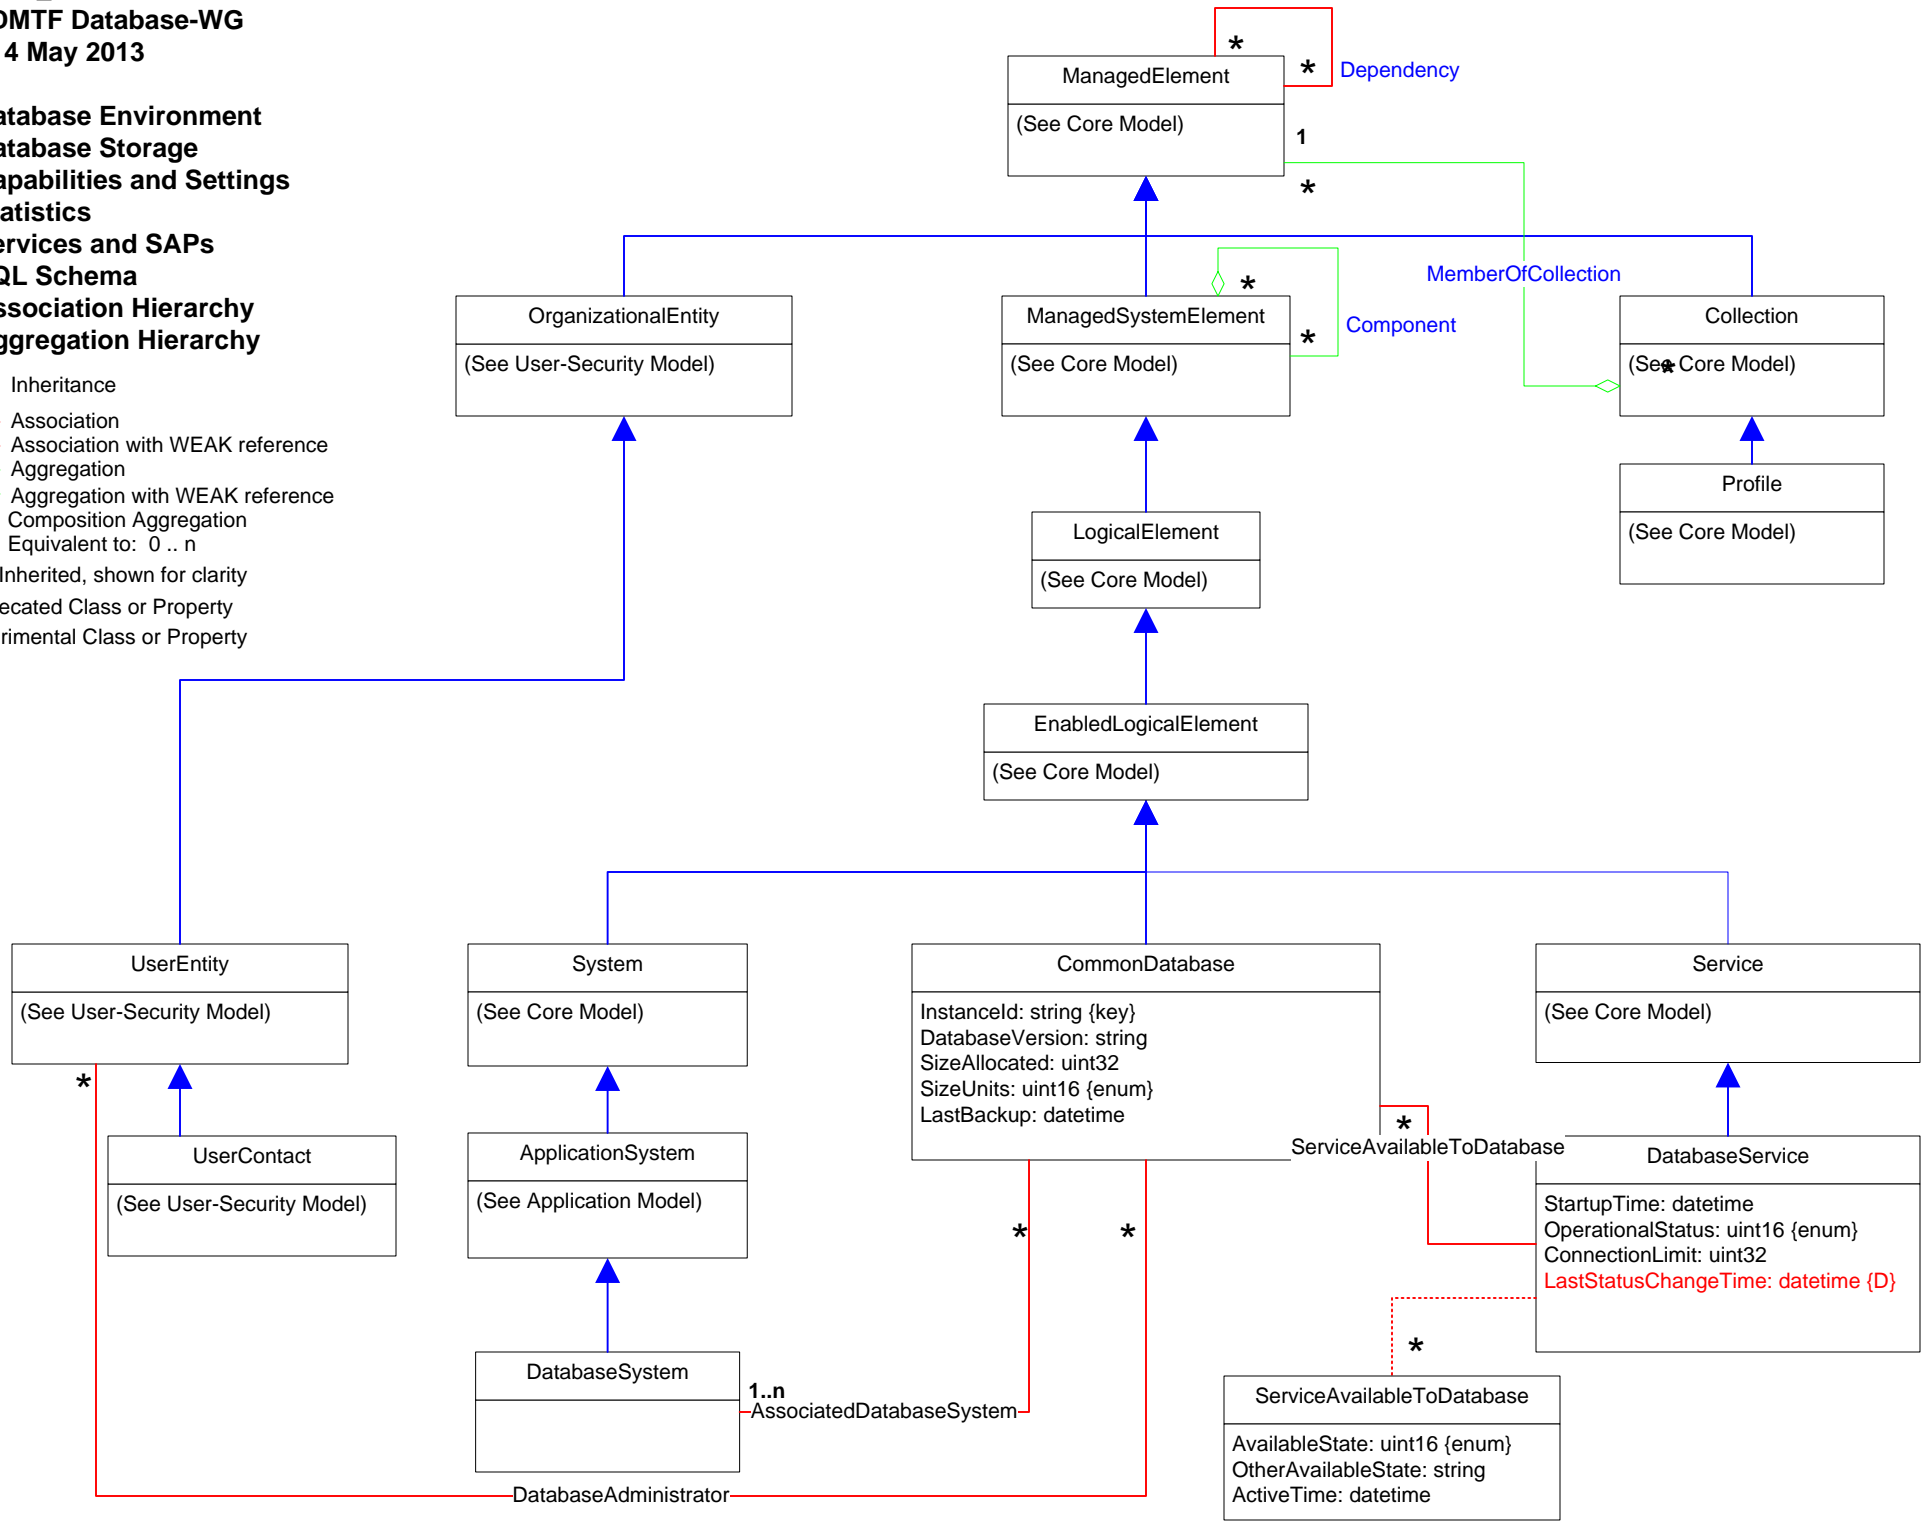 DMTF Database-WG
4 May 2013
atabase Environment
atabase Storage
apabilities and Settings
atistics
ervices and SAPs
QL Schema
ssociation Hierarchy
ggregation Hierarchy
Inheritance
Association
Association with WEAK reference
Aggregation
Aggregation with WEAK reference
Composition Aggregation
Equivalent to: 0 .. n
Inherited, shown for clarity
ecated Class or Property
rimental Class or Property
*
ManagedElement
*
Dependency
(See Core Model)
1
*
MemberOfCollection
OrganizationalEntity
(See User-Security Model)
*
ManagedSystemElement
*
Component
(See Core Model)
Collection
(See Core Model)
*
Profile
(See Core Model)
LogicalElement
(See Core Model)
EnabledLogicalElement
(See Core Model)
UserEntity
(See User-Security Model)
*
UserContact
(See User-Security Model)
System
(See Core Model)
ApplicationSystem
(See Application Model)
DatabaseSystem
1..n
AssociatedDatabaseSystem
DatabaseAdministrator
CommonDatabase
InstanceId: string {key}
DatabaseVersion: string
SizeAllocated: uint32
SizeUnits: uint16 {enum}
LastBackup: datetime
*
*
*
ServiceAvailableToDatabase
Service
(See Core Model)
DatabaseService
StartupTime: datetime
OperationalStatus: uint16 {enum}
ConnectionLimit: uint32
LastStatusChangeTime: datetime {D}
*
ServiceAvailableToDatabase
AvailableState: uint16 {enum}
OtherAvailableState: string
ActiveTime: datetime